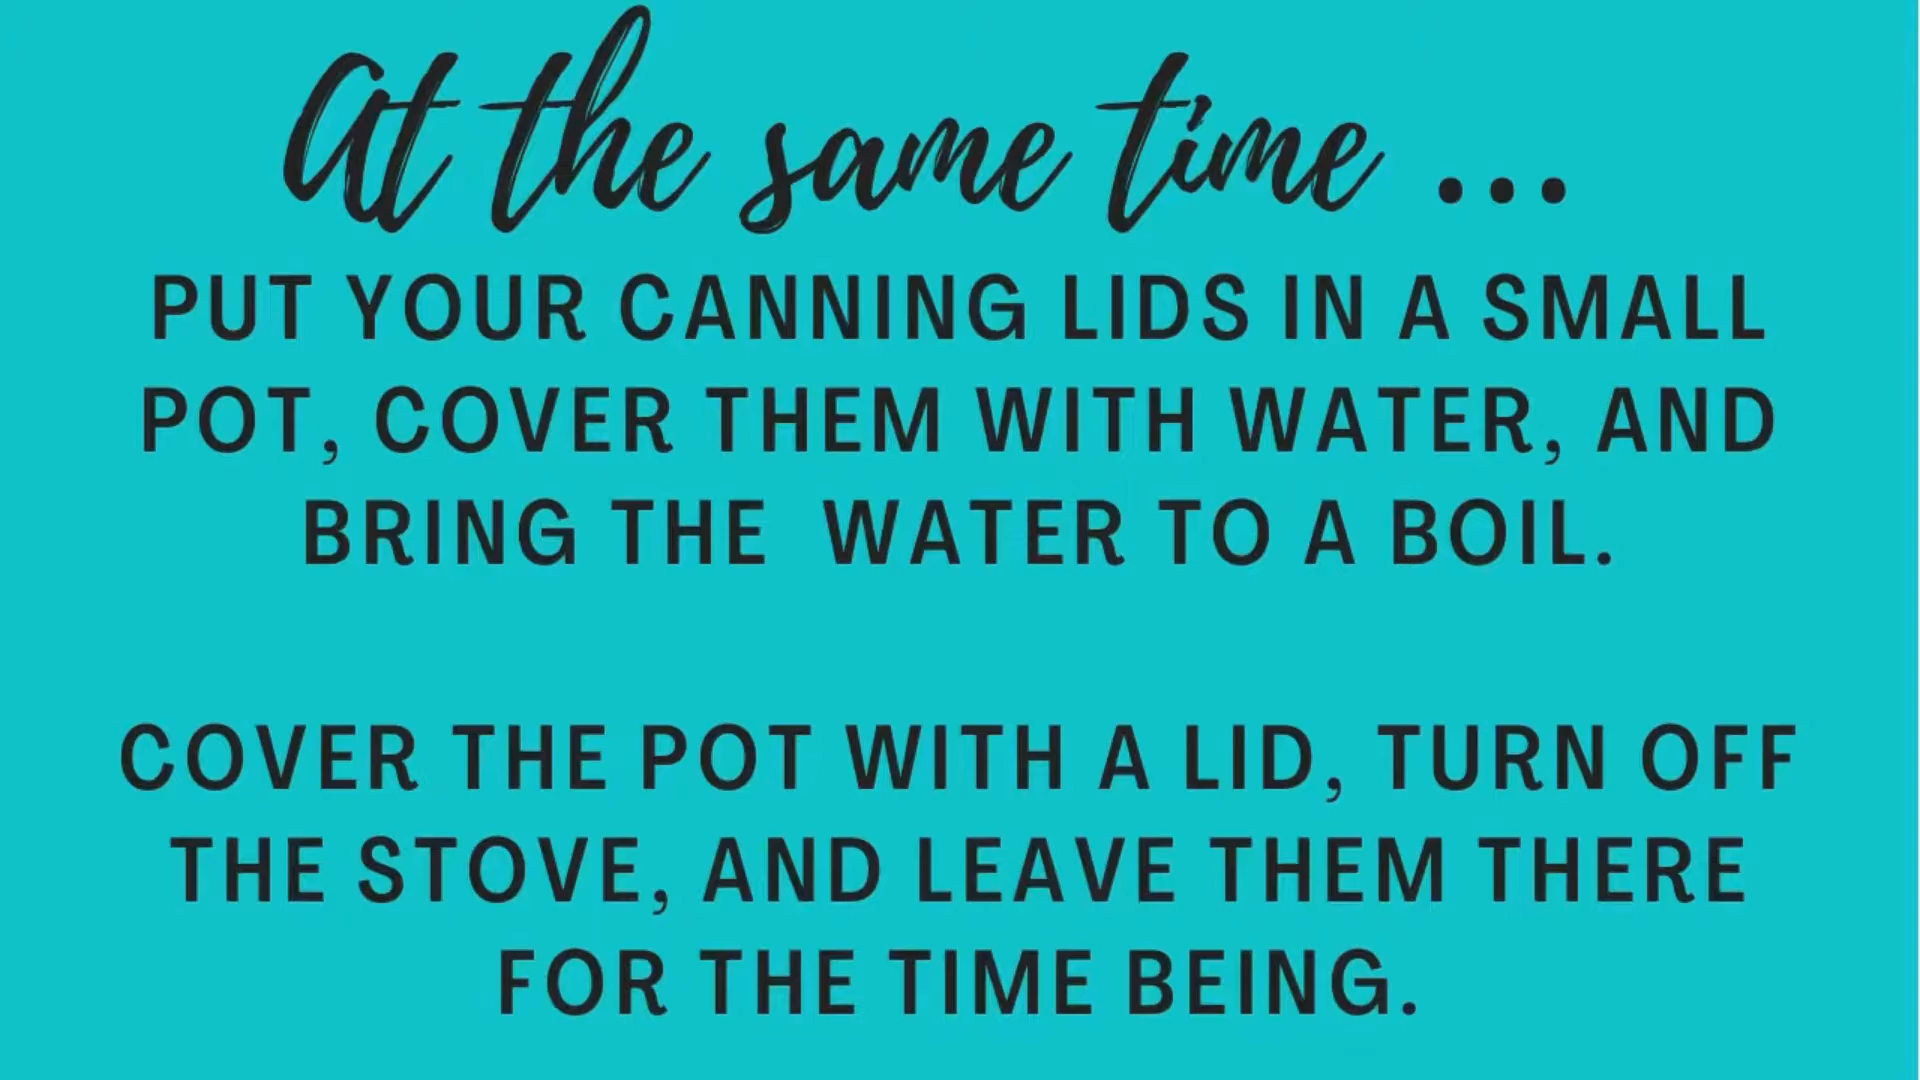 At the same time ...
PUT YOUR CANNING LIDS IN A SMALL
POT, COVER THEM WITH WATER, AND
BRING THE WATER TO A BOIL.
COVER THE POT WITH A LID, TURN OFF
THE STOVE, AND LEAVE THEM THERE
FOR THE TIME BEING.